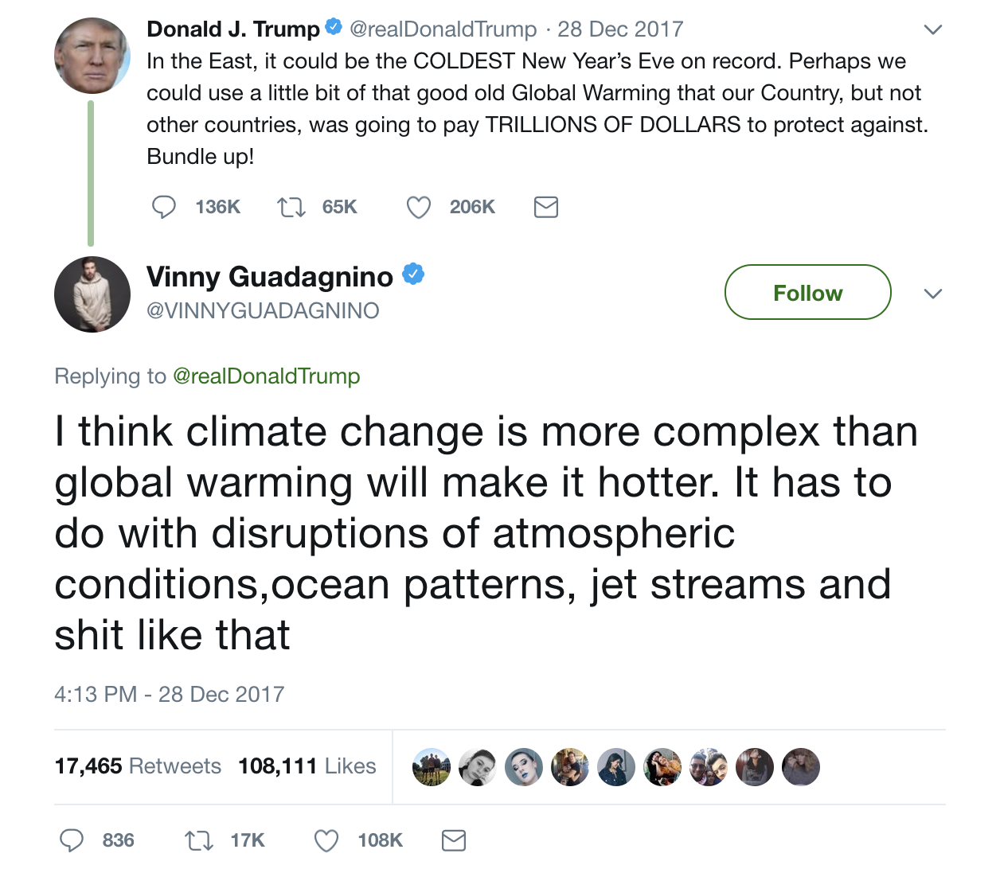 Donald J. Trump @realDonaldTrump · 28 Dec 2017
In the East, it could be the COLDEST New Year’s Eve on record. Perhaps we
could use a little bit of that good old Global Warming that our Country, but not
other countries, was going to pay TRILLIONS OF DOLLARS to protect against.
Bundle up!
136K 65K 206K
Vinny Guadagnino
@VINNYGUADAGNINO
Follow
Replying to @realDonaldTrump
I think climate change is more complex than
global warming will make it hotter. It has to
do with disruptions of atmospheric
conditions,ocean patterns, jet streams and
shit like that
4:13 PM - 28 Dec 2017
17,465 Retweets 108,111 Likes
836 17K 108K